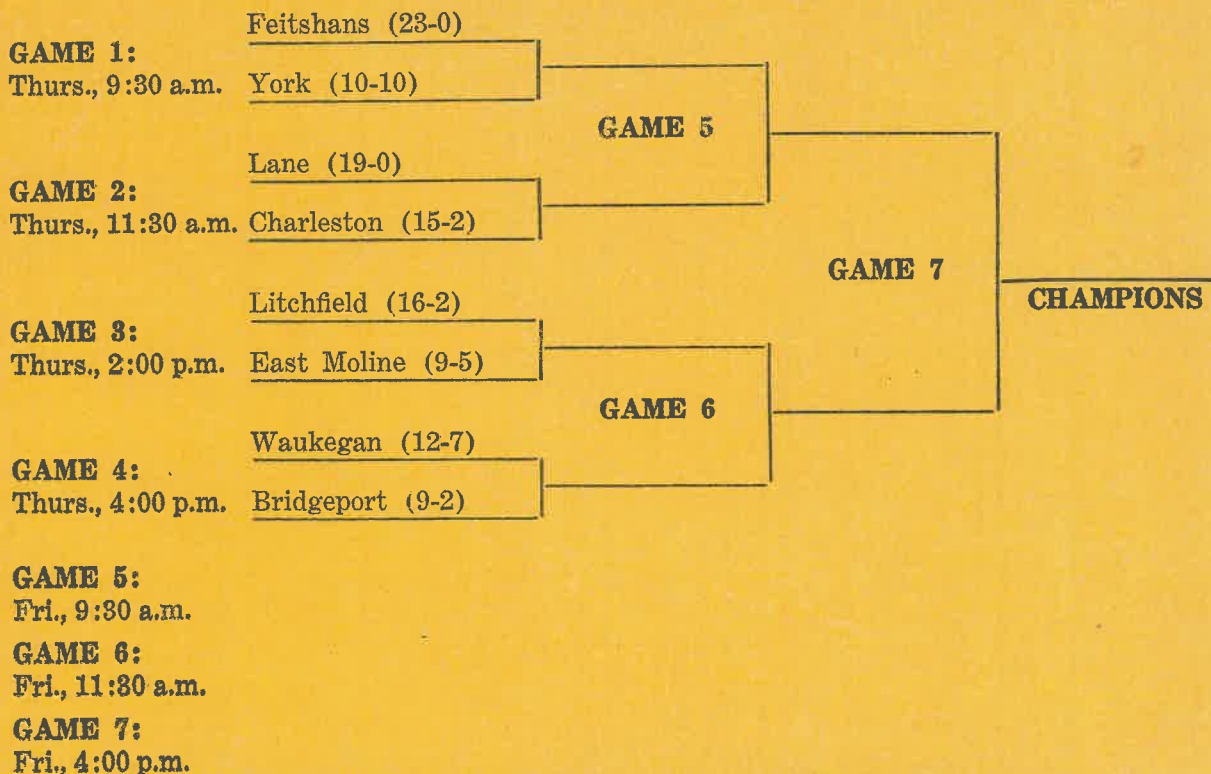 Feitshans (23-0)
GAME 1:
Thurs., 9:30 a.m.
York (10-10)
GAME 5
Lane (19-0)
GAME 2:
Thurs., 11:30 a.m.
Charleston (15-2)
GAME 7
CHAMPIONS
Litchfield (16-2)
GAME 3:
Thurs., 2:00 p.m.
East Moline (9-5)
GAME 6
Waukegan (12-7)
GAME 4:
Thurs., 4:00 p.m.
Bridgeport (9-2)
GAME 5:
Fri., 9:30 a.m.
GAME 6:
Fri., 11:30 a.m.
GAME 7:
Fri., 4:00 p.m.